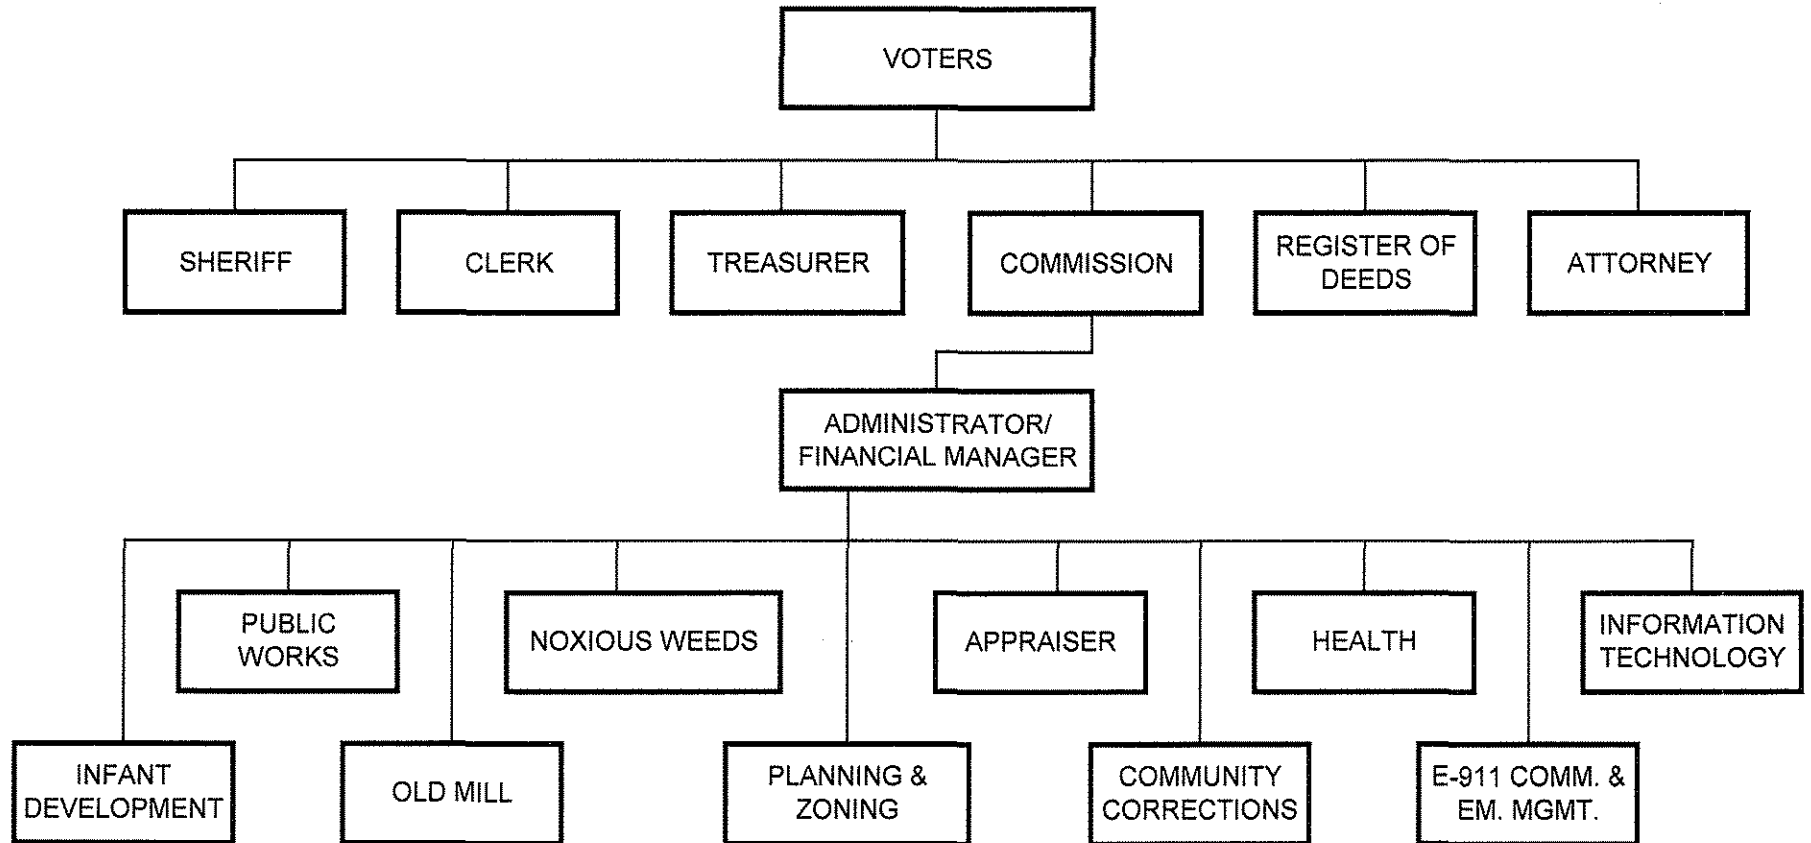 VOTERS
SHERIFF
CLERK
TREASURER
COMMISSION
REGISTER OF
DEEDS
ATTORNEY
ADMINISTRATOR/
FINANCIAL MANAGER
PUBLIC
WORKS
NOXIOUS WEEDS
APPRAISER
HEALTH
INFORMATION
TECHNOLOGY
INFANT
DEVELOPMENT
OLD MILL
PLANNING &
ZONING
COMMUNITY
CORRECTIONS
E-911 COMM. &
EM. MGMT.